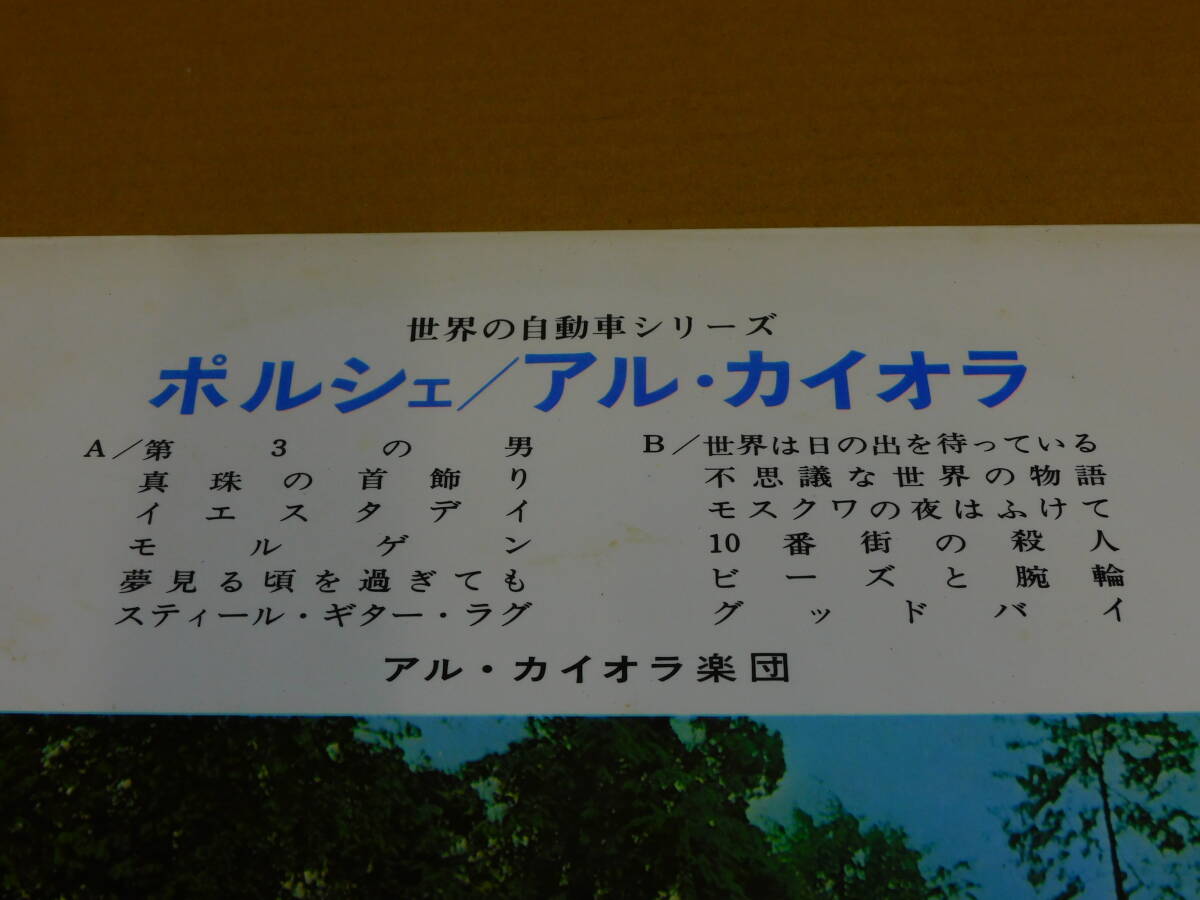 世界の自動車シリーズ
ポルシェ/アル・カイオラ
A/第3の男
真珠の首飾り
イエスタデイ
モルゲン
夢見る頃を過ぎても
スティール・ギター・ラグ
B/世界は日の出を待っている
不思議な世界の物語
モスクワの夜はふけて
10番街の殺人
ビーズと腕輪
グッドバイ
アル・カイオラ楽団